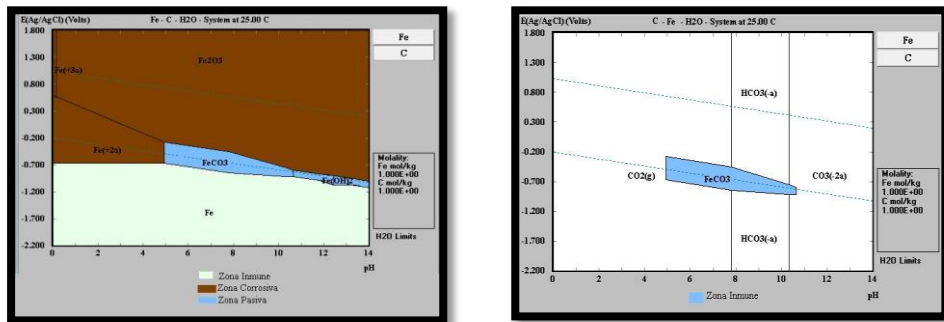 E(Ag/AgCl) (Volts) Fe - C - H2O - System at 25.00 C
1.800
1.300
0.800
0.300
-0.200
-0.700
-1.200
-1.700
-2.200
0 2 4 6 8 10 12 14
pH
Fe2O3
Fe(+3a)
Fe(+2a)
FeCO3
Fe(OH)2
Fe
Fe
C
Molality:
Fe mol/kg
1.000E+00
C mol/kg
1.000E+00
H2O Limits
Zona Inmune
Zona Corrosiva
Zona Pasiva
E(Ag/AgCl) (Volts) C - Fe - H2O - System at 25.00 C
1.800
1.300
0.800
0.300
-0.200
-0.700
-1.200
-1.700
-2.200
0 2 4 6 8 10 12 14
pH
HCO3(-a)
CO2(g)
FeCO3
CO3(-2a)
HCO3(-a)
Fe
C
Molality:
Fe mol/kg
1.000E+00
C mol/kg
1.000E+00
H2O Limits
Zona Inmune